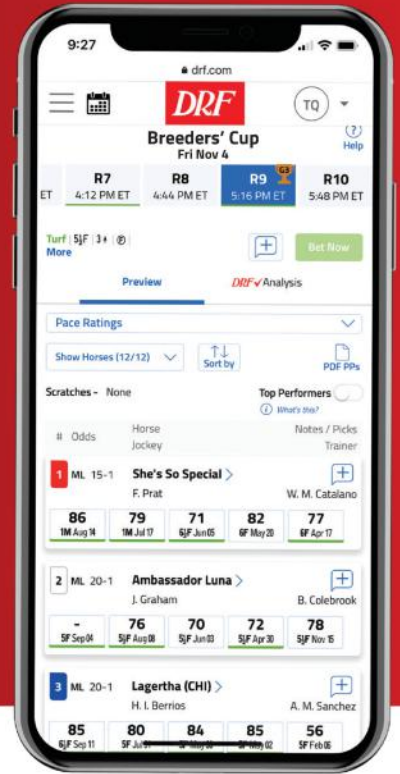 9:27
drf.com
DRF
TQ
Breeders' Cup
Help
Fri Nov 4
R7 R8 R9 G3 R10
ET 4:12 PM ET 4:44 PM ET 5:16 PM ET 5:48 PM ET
Turf 5½F 3↑ Ⓟ
More
Bet Now
Preview DRF Analysis
Pace Ratings
Show Horses (12/12) Sort by PDF PPs
Scratches - None Top Performers
What's this?
# Odds Horse Notes / Picks
Jockey Trainer
1 ML 15-1 She's So Special >
F. Prat W. M. Catalano
86 79 71 82 77
1M Aug 14 1M Jul 17 6½F Jun 05 6F May 20 6F Apr 17
2 ML 20-1 Ambassador Luna >
J. Graham B. Colebrook
- 76 70 72 78
5F Sep 04 5½F Aug 08 5½F Jun 03 5½F Apr 30 5½F Nov 15
3 ML 20-1 Lagertha (CHI) >
H. I. Berrios A. M. Sanchez
85 80 84 85 56
6½F Sep 11 5F 5F Feb 06